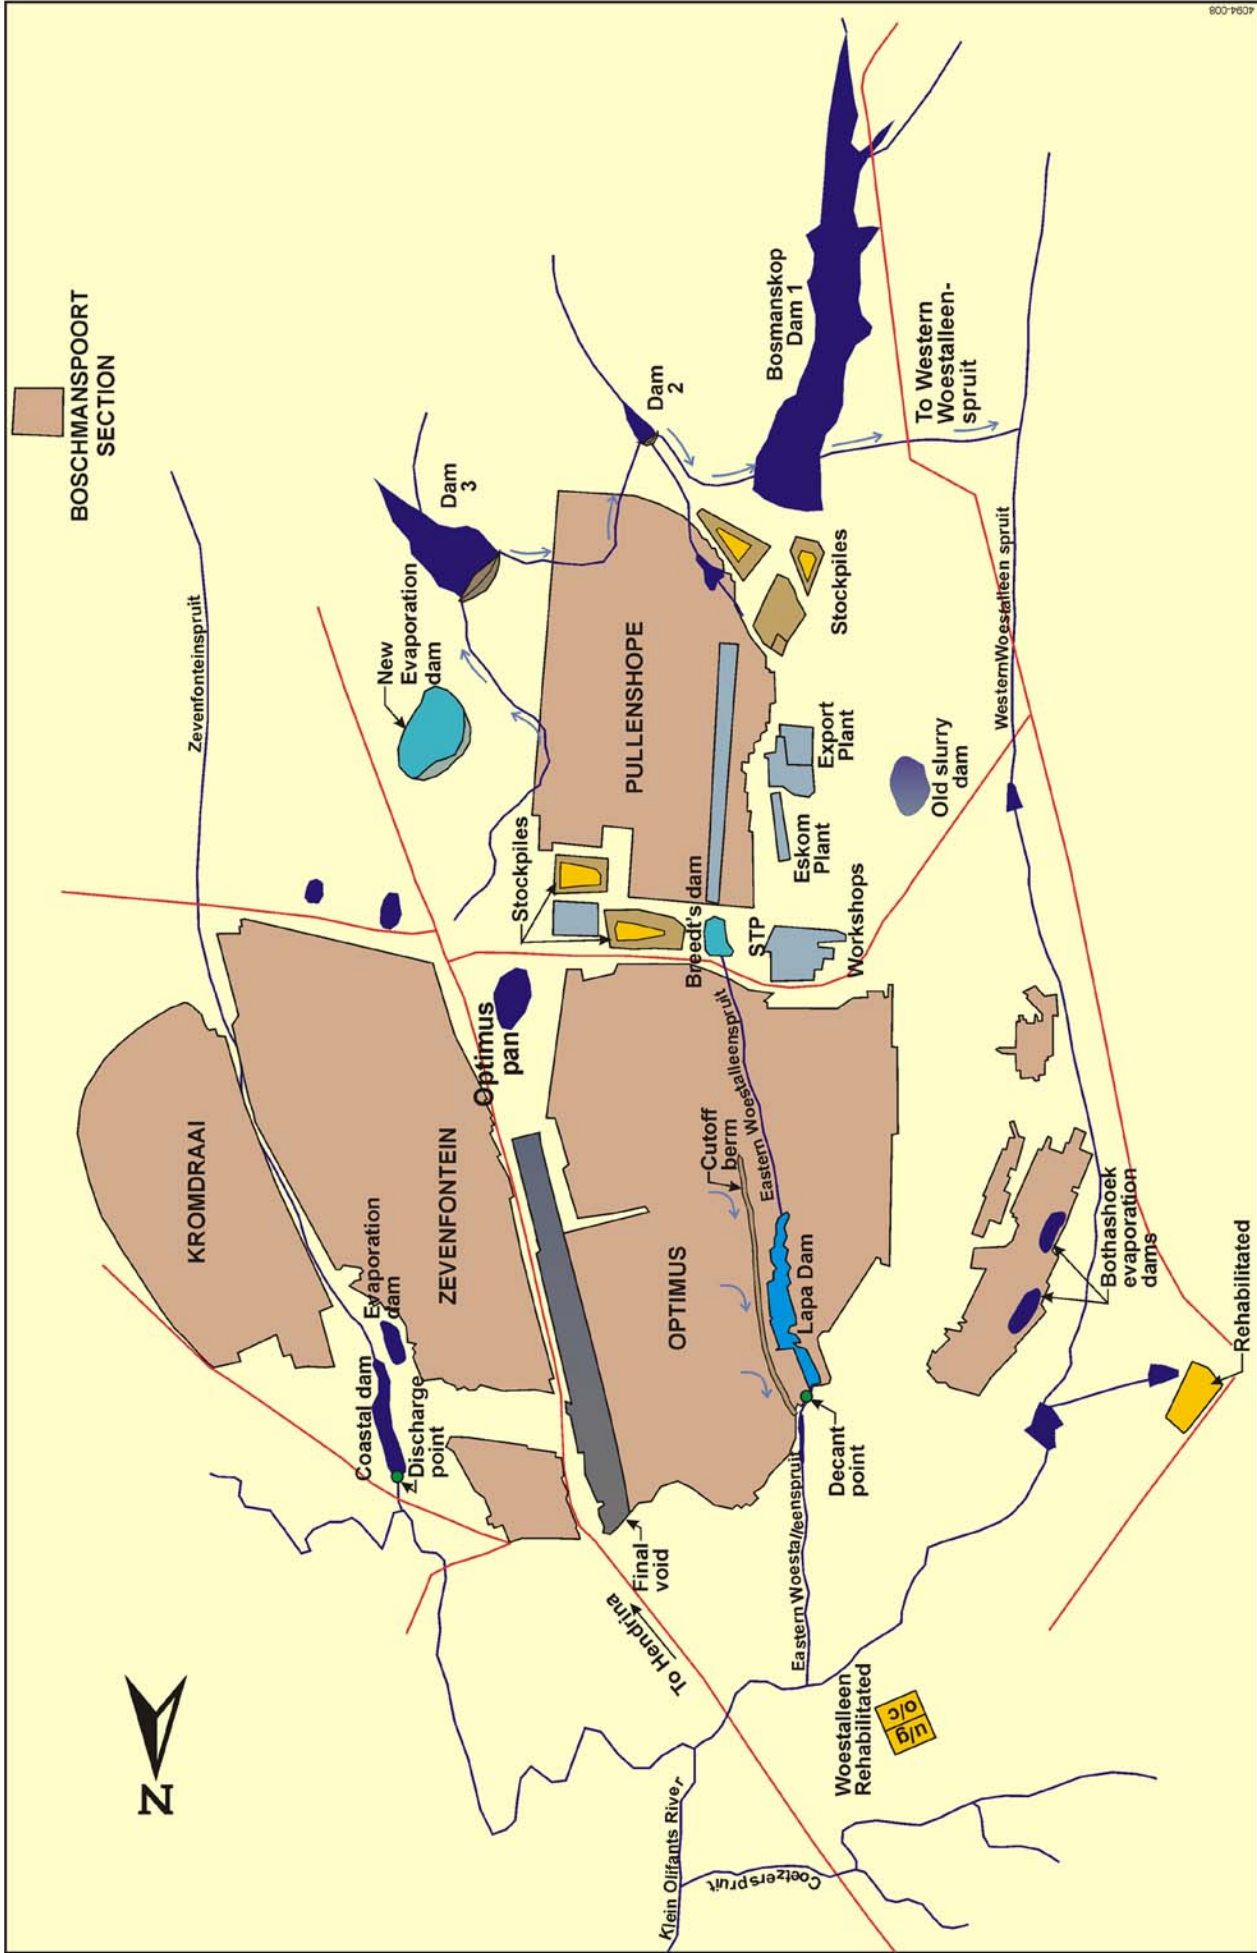 4094-C08
BOSCHMANSPOORT
SECTION
Zevenfonteinspruit
New
Evaporation
dam
Dam
3
Dam
2
Bosmanskop
Dam 1
To Western
Woestalleen-
spruit
KROMDRAAI
ZEVENFONTEIN
Evaporation
dam
Coastal dam
Discharge
point
Optimus
pan
Stockpiles
PULLENSHOPE
Stockpiles
Export
Plant
Eskom
Plant
Old slurry
dam
WesternWoestalleen spruit
Breedt's dam
STP
Workshops
OPTIMUS
Cutoff
berm
Eastern Woestalleenspruit
Lapa Dam
Decant
point
Final
void
To Hendrina
Eastern Woestalleenspruit
Bothashoek
evaporation
dams
Rehabilitated
Woestalleen
Rehabilitated
u/g
o/c
Klein Olifants River
Coetzerspruit
N